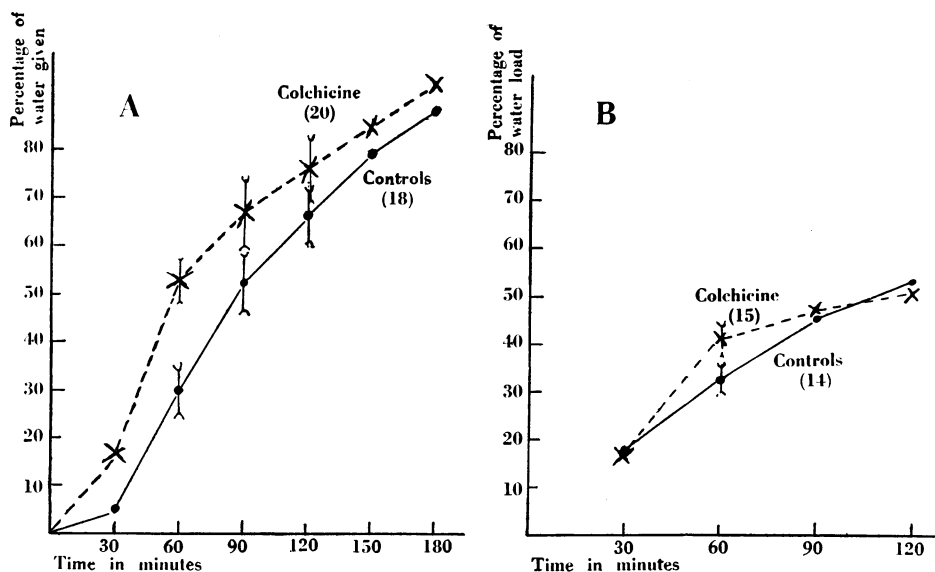 Percentage of
water given
A
80
70
60
50
40
30
20
10
Colchicine
(20)
Controls
(18)
30 60 90 120 150 180
Time in minutes
Percentage of
water load
B
80
70
60
50
40
30
20
10
Colchicine
(15)
Controls
(14)
30 60 90 120
Time in minutes